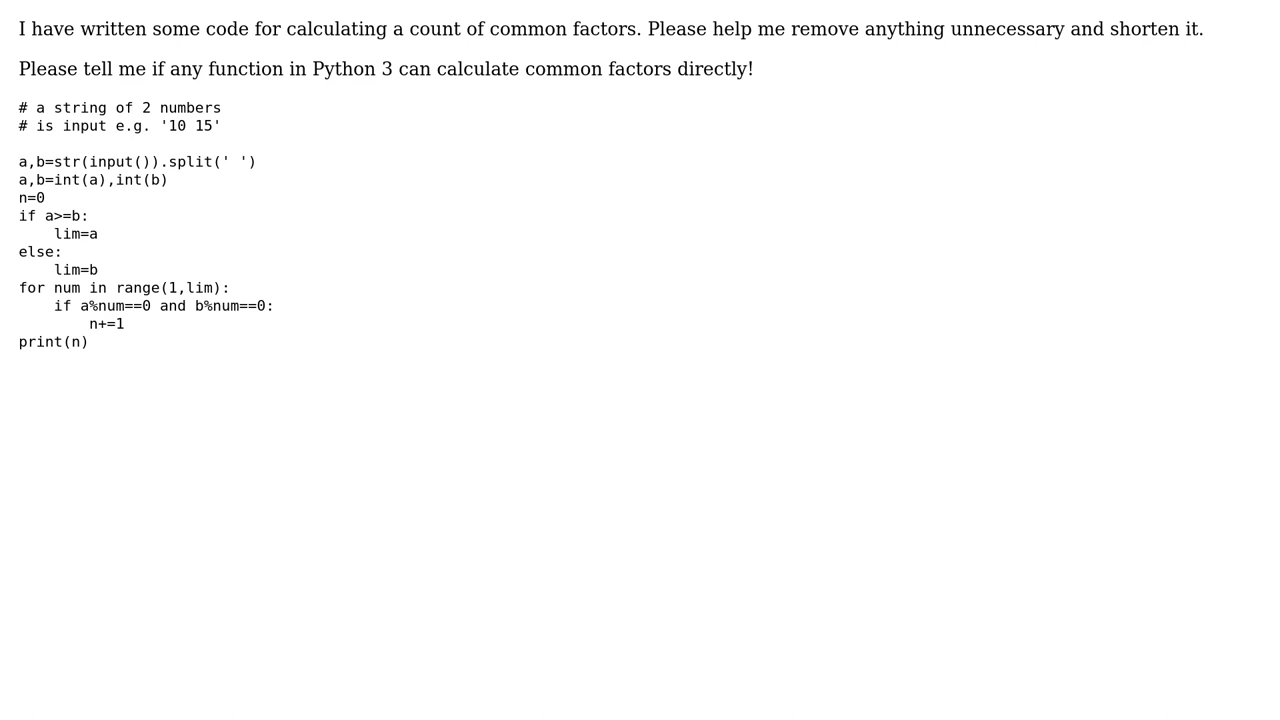 I have written some code for calculating a count of common factors. Please help me remove anything unnecessary and shorten it.
Please tell me if any function in Python 3 can calculate common factors directly!
# a string of 2 numbers
# is input e.g. '10 15'
a,b=str(input()).split(' ')
a,b=int(a),int(b)
n=0
if a>=b:
    lim=a
else:
    lim=b
for num in range(1,lim):
    if a%num==0 and b%num==0:
        n+=1
print(n)